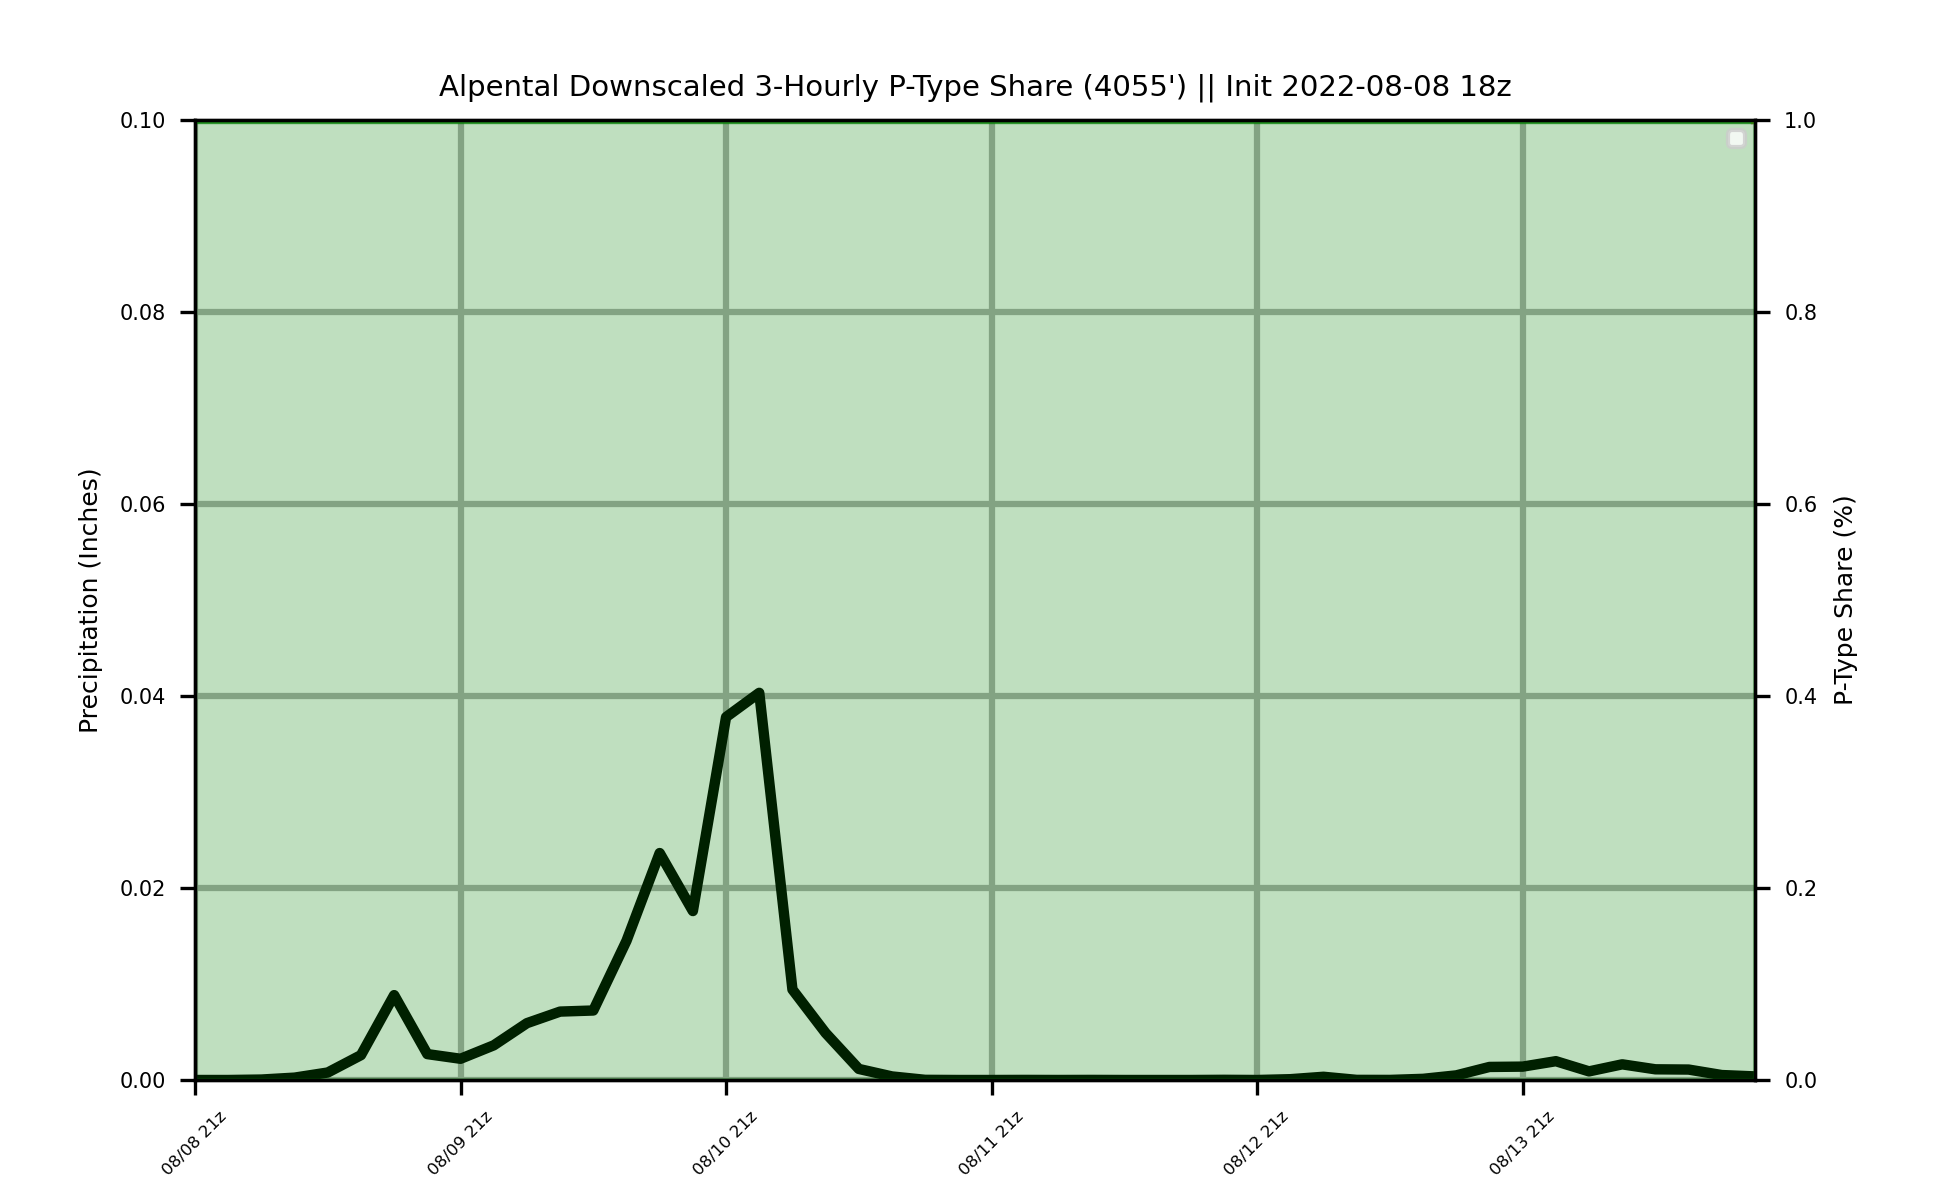 Alpental Downscaled 3-Hourly P-Type Share (4055') || Init 2022-08-08 18z
Precipitation (Inches)
0.10
0.08
0.06
0.04
0.02
0.00
1.0
0.8
0.6
0.4
0.2
0.0
P-Type Share (%)
08/08 21z
08/09 21z
08/10 21z
08/11 21z
08/12 21z
08/13 21z